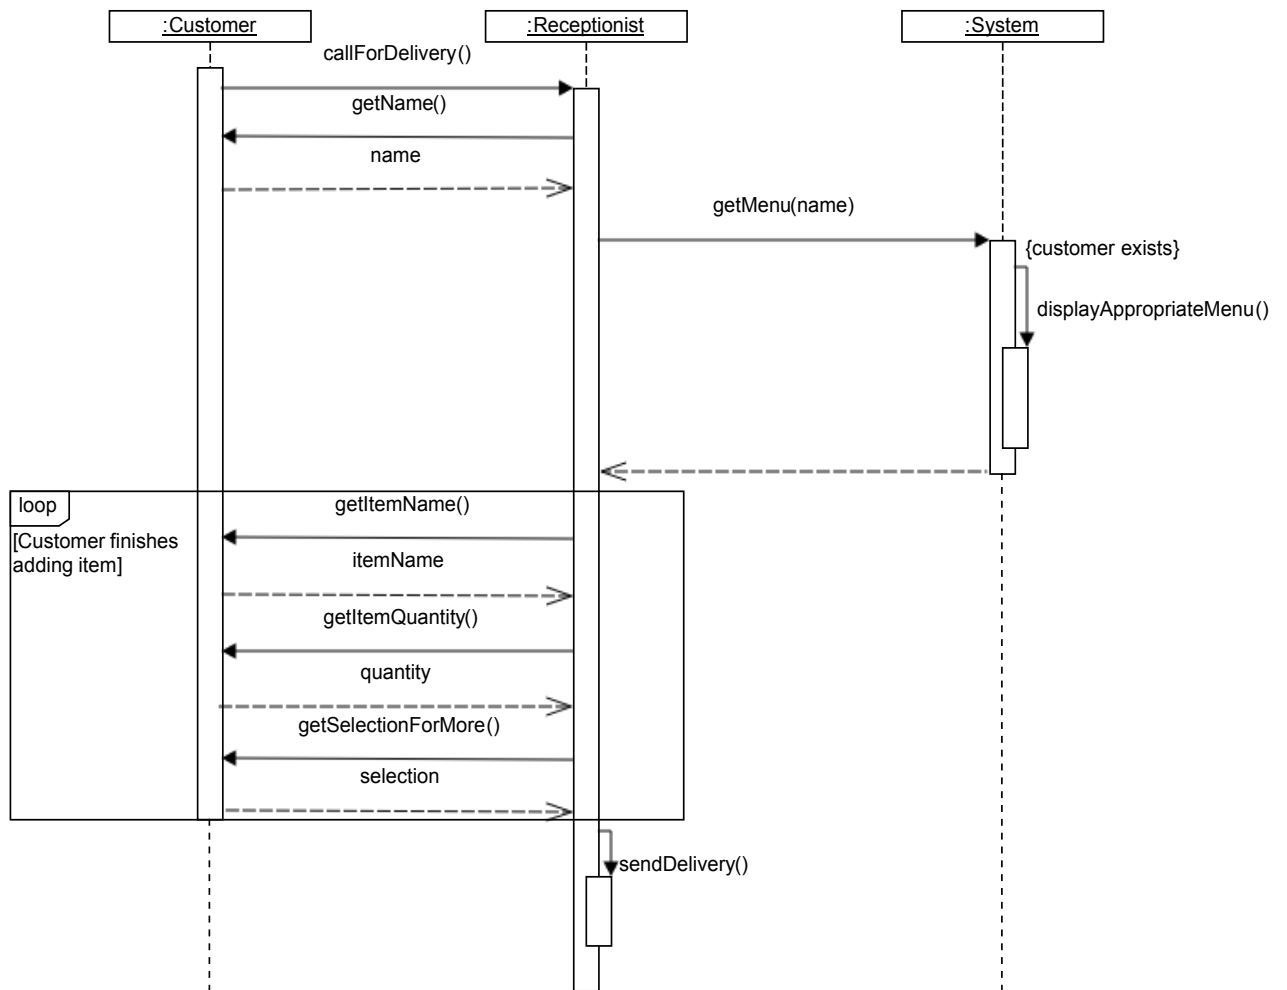 :Customer
:Receptionist
:System
callForDelivery()
getName()
name
getMenu(name)
{customer exists}
displayAppropriateMenu()
loop
[Customer finishes
adding item]
getItemName()
itemName
getItemQuantity()
quantity
getSelectionForMore()
selection
sendDelivery()